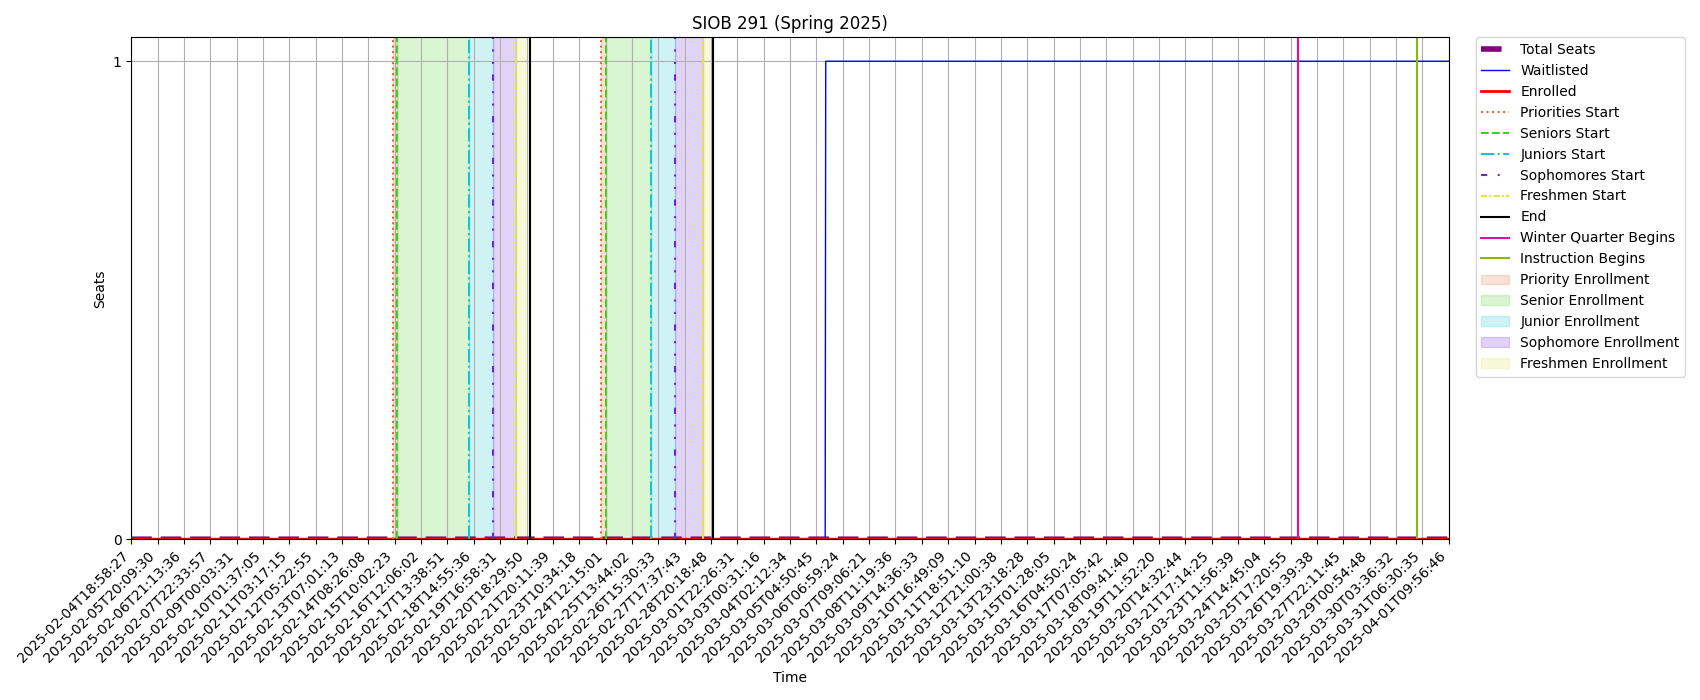 SIOB 291 (Spring 2025)
Seats
1
0
2025-02-04T18:58:27
2025-02-05T20:09:30
2025-02-06T21:13:36
2025-02-07T22:33:57
2025-02-09T00:03:31
2025-02-10T01:37:05
2025-02-11T03:17:15
2025-02-12T05:22:55
2025-02-13T07:01:13
2025-02-14T08:26:08
2025-02-15T10:02:23
2025-02-16T12:06:02
2025-02-17T13:38:51
2025-02-18T14:55:36
2025-02-19T16:58:31
2025-02-20T18:29:50
2025-02-21T20:11:39
2025-02-23T10:34:18
2025-02-24T12:15:01
2025-02-25T13:44:02
2025-02-26T15:30:33
2025-02-27T17:37:43
2025-02-28T20:18:48
2025-03-01T22:26:31
2025-03-03T00:31:16
2025-03-04T02:12:34
2025-03-05T04:50:45
2025-03-06T06:59:24
2025-03-07T09:06:21
2025-03-08T11:19:36
2025-03-09T14:36:33
2025-03-10T16:49:09
2025-03-11T18:51:10
2025-03-12T21:00:38
2025-03-13T23:18:28
2025-03-15T01:28:05
2025-03-16T04:50:24
2025-03-17T07:05:42
2025-03-18T09:41:40
2025-03-19T11:52:20
2025-03-20T14:32:44
2025-03-21T17:14:25
2025-03-23T11:56:39
2025-03-24T14:45:04
2025-03-25T17:20:55
2025-03-26T19:39:38
2025-03-27T22:11:45
2025-03-29T00:54:48
2025-03-30T03:36:32
2025-03-31T06:30:35
2025-04-01T09:56:46
Time
Total Seats
Waitlisted
Enrolled
Priorities Start
Seniors Start
Juniors Start
Sophomores Start
Freshmen Start
End
Winter Quarter Begins
Instruction Begins
Priority Enrollment
Senior Enrollment
Junior Enrollment
Sophomore Enrollment
Freshmen Enrollment